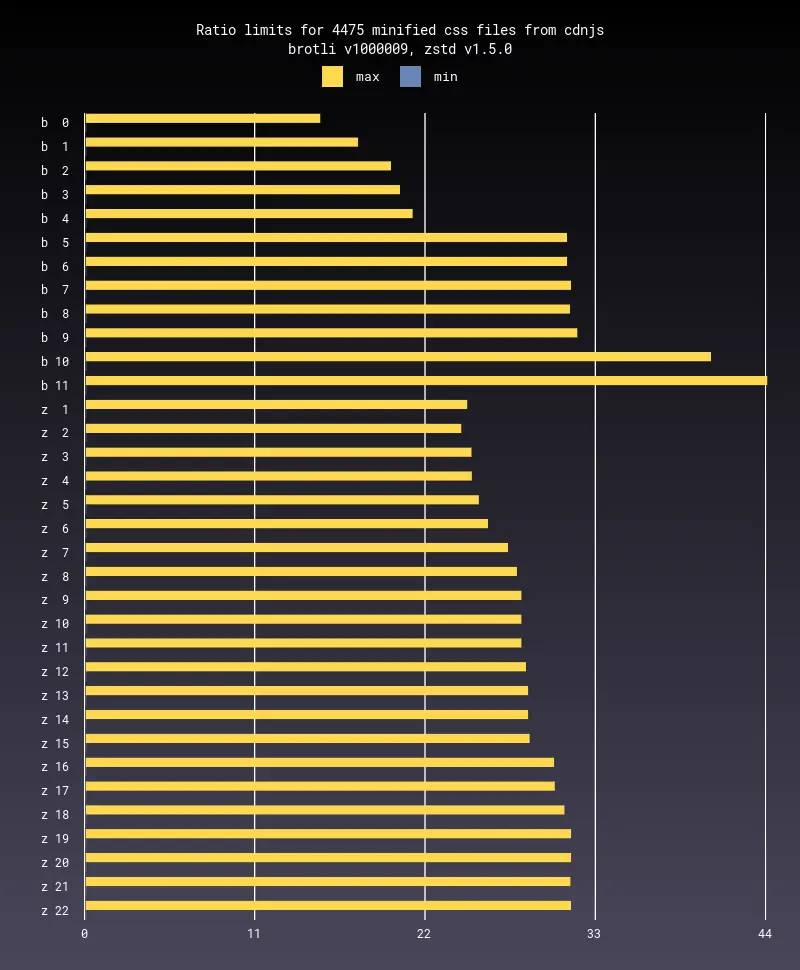 Ratio limits for 4475 minified css files from cdnjs
brotli v1000009, zstd v1.5.0
max min
b 0
b 1
b 2
b 3
b 4
b 5
b 6
b 7
b 8
b 9
b 10
b 11
z 1
z 2
z 3
z 4
z 5
z 6
z 7
z 8
z 9
z 10
z 11
z 12
z 13
z 14
z 15
z 16
z 17
z 18
z 19
z 20
z 21
z 22
0 11 22 33 44